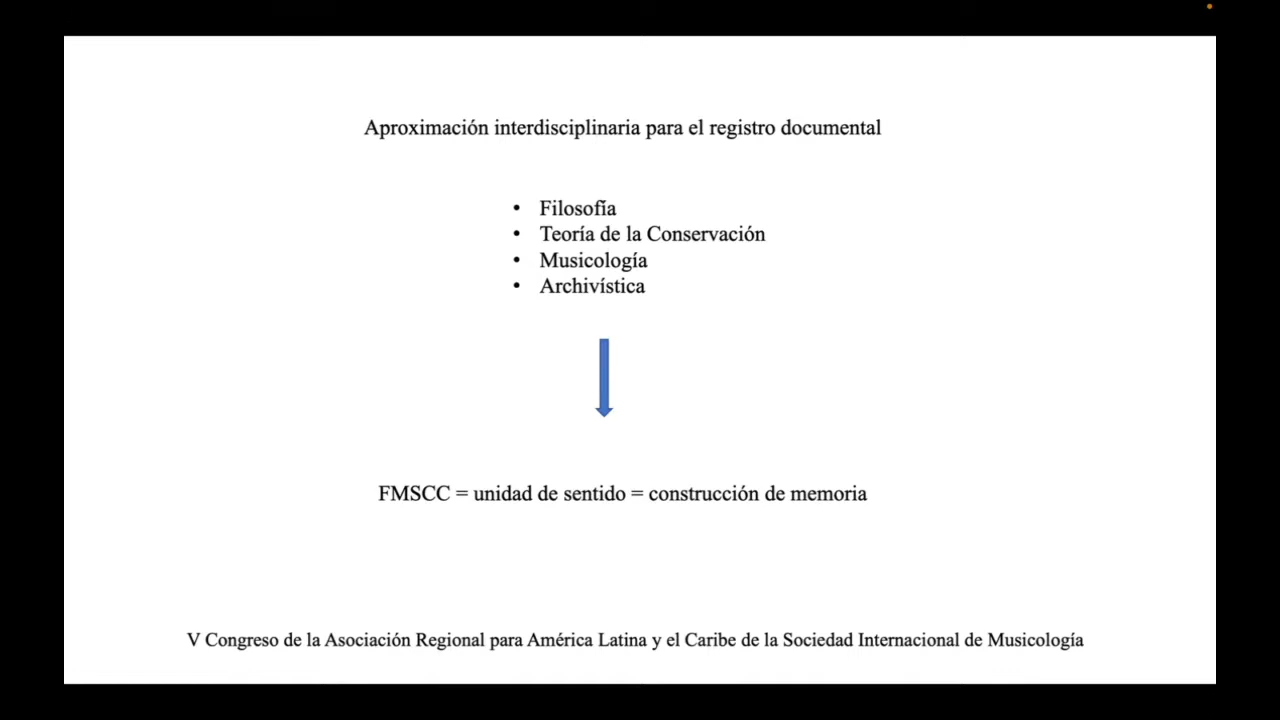 Aproximación interdisciplinaria para el registro documental
• Filosofía
• Teoría de la Conservación
• Musicología
• Archivística
FMSCC = unidad de sentido = construcción de memoria
V Congreso de la Asociación Regional para América Latina y el Caribe de la Sociedad Internacional de Musicología